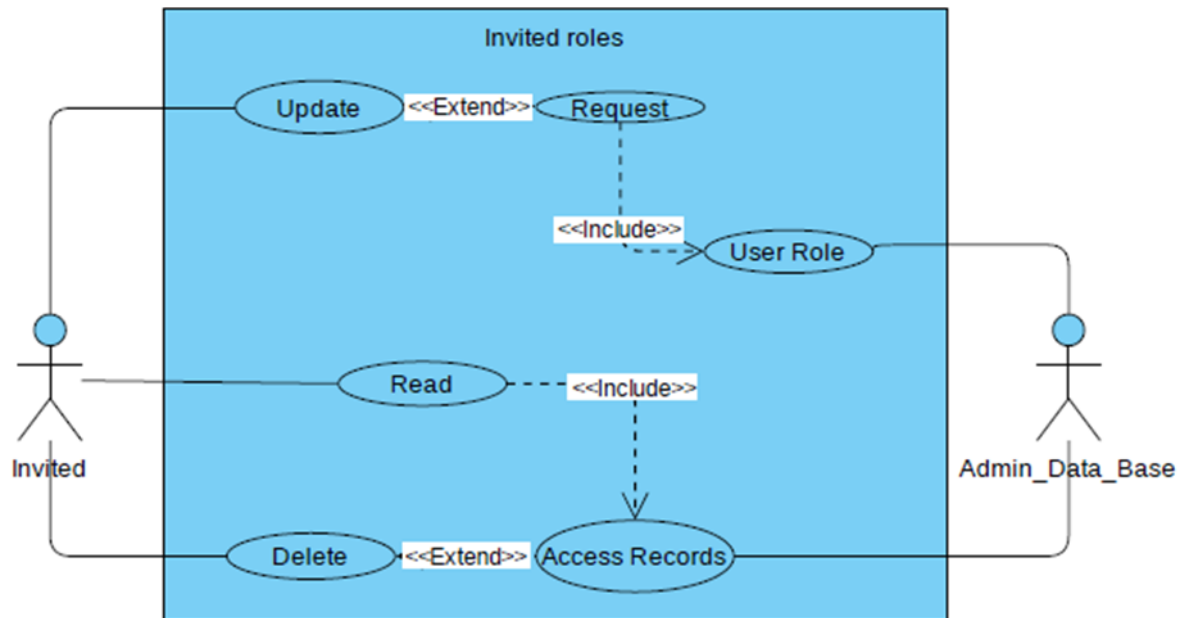 Invited roles
Update
<<Extend>>
Request
<<Include>>
User Role
Read
<<Include>>
Invited
Admin_Data_Base
Delete
<<Extend>>
Access Records